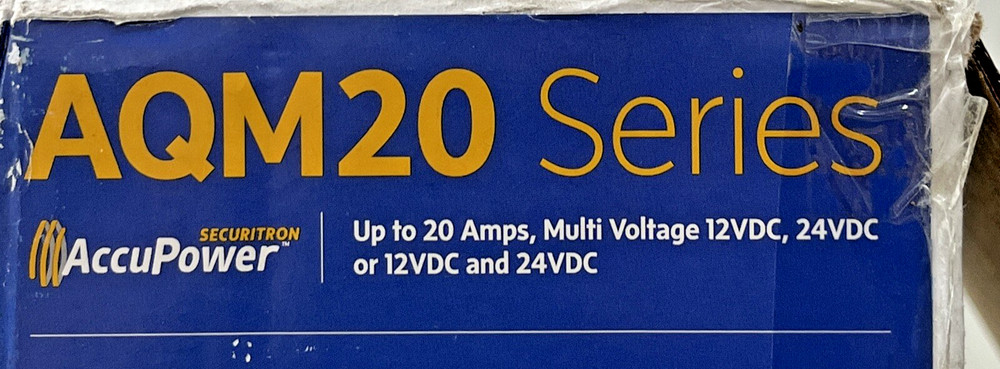 AQM20 Series
SECURITRON
AccuPower™
Up to 20 Amps, Multi Voltage 12VDC, 24VDC
or 12VDC and 24VDC